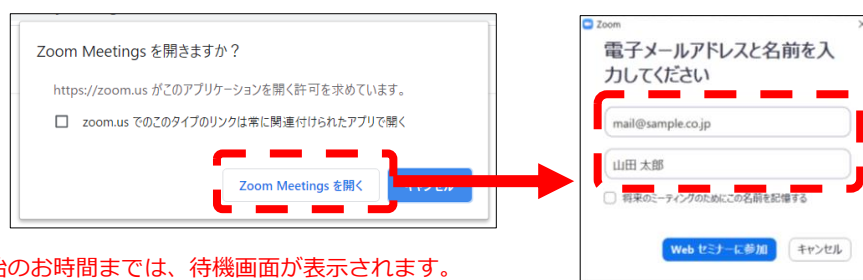 Zoom Meetings を開きますか？
https://zoom.us がこのアプリケーションを開く許可を求めています。
zoom.us でのこのタイプのリンクは常に関連付けられたアプリで開く
Zoom Meetings を開く
キャンセル
Zoom
電子メールアドレスと名前を入
力してください
mail@sample.co.jp
山田 太郎
将来のミーティングのためにこの名前を記憶する
Web セミナーに参加
キャンセル
のお時間までは、待機画面が表示されます。